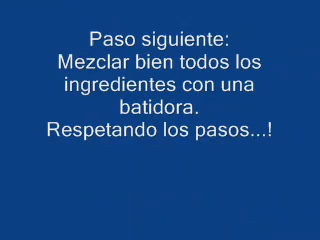 Paso siguiente:
Mezclar bien todos los
ingredientes con una
batidora.
Respetando los pasos...!